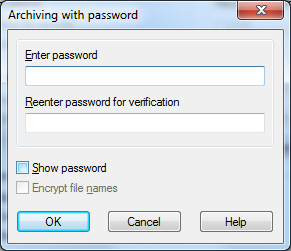 Archiving with password
Enter password
Reenter password for verification
Show password
Encrypt file names
OK Cancel Help